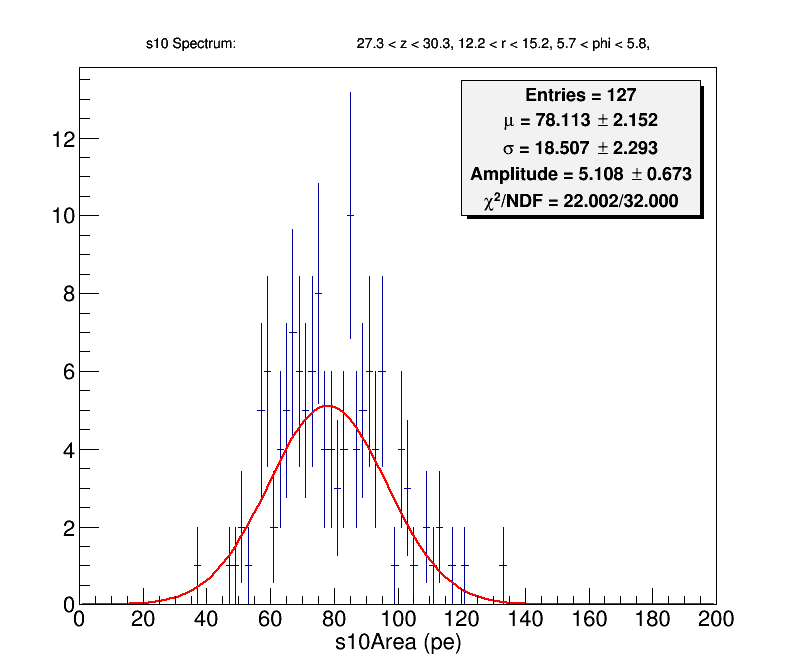 s10 Spectrum: 27.3 < z < 30.3, 12.2 < r < 15.2, 5.7 < phi < 5.8,
Entries = 127
μ = 78.113 ± 2.152
σ = 18.507 ± 2.293
Amplitude = 5.108 ± 0.673
χ²/NDF = 22.002/32.000
12
10
8
6
4
2
0
0 20 40 60 80 100 120 140 160 180 200
s10Area (pe)